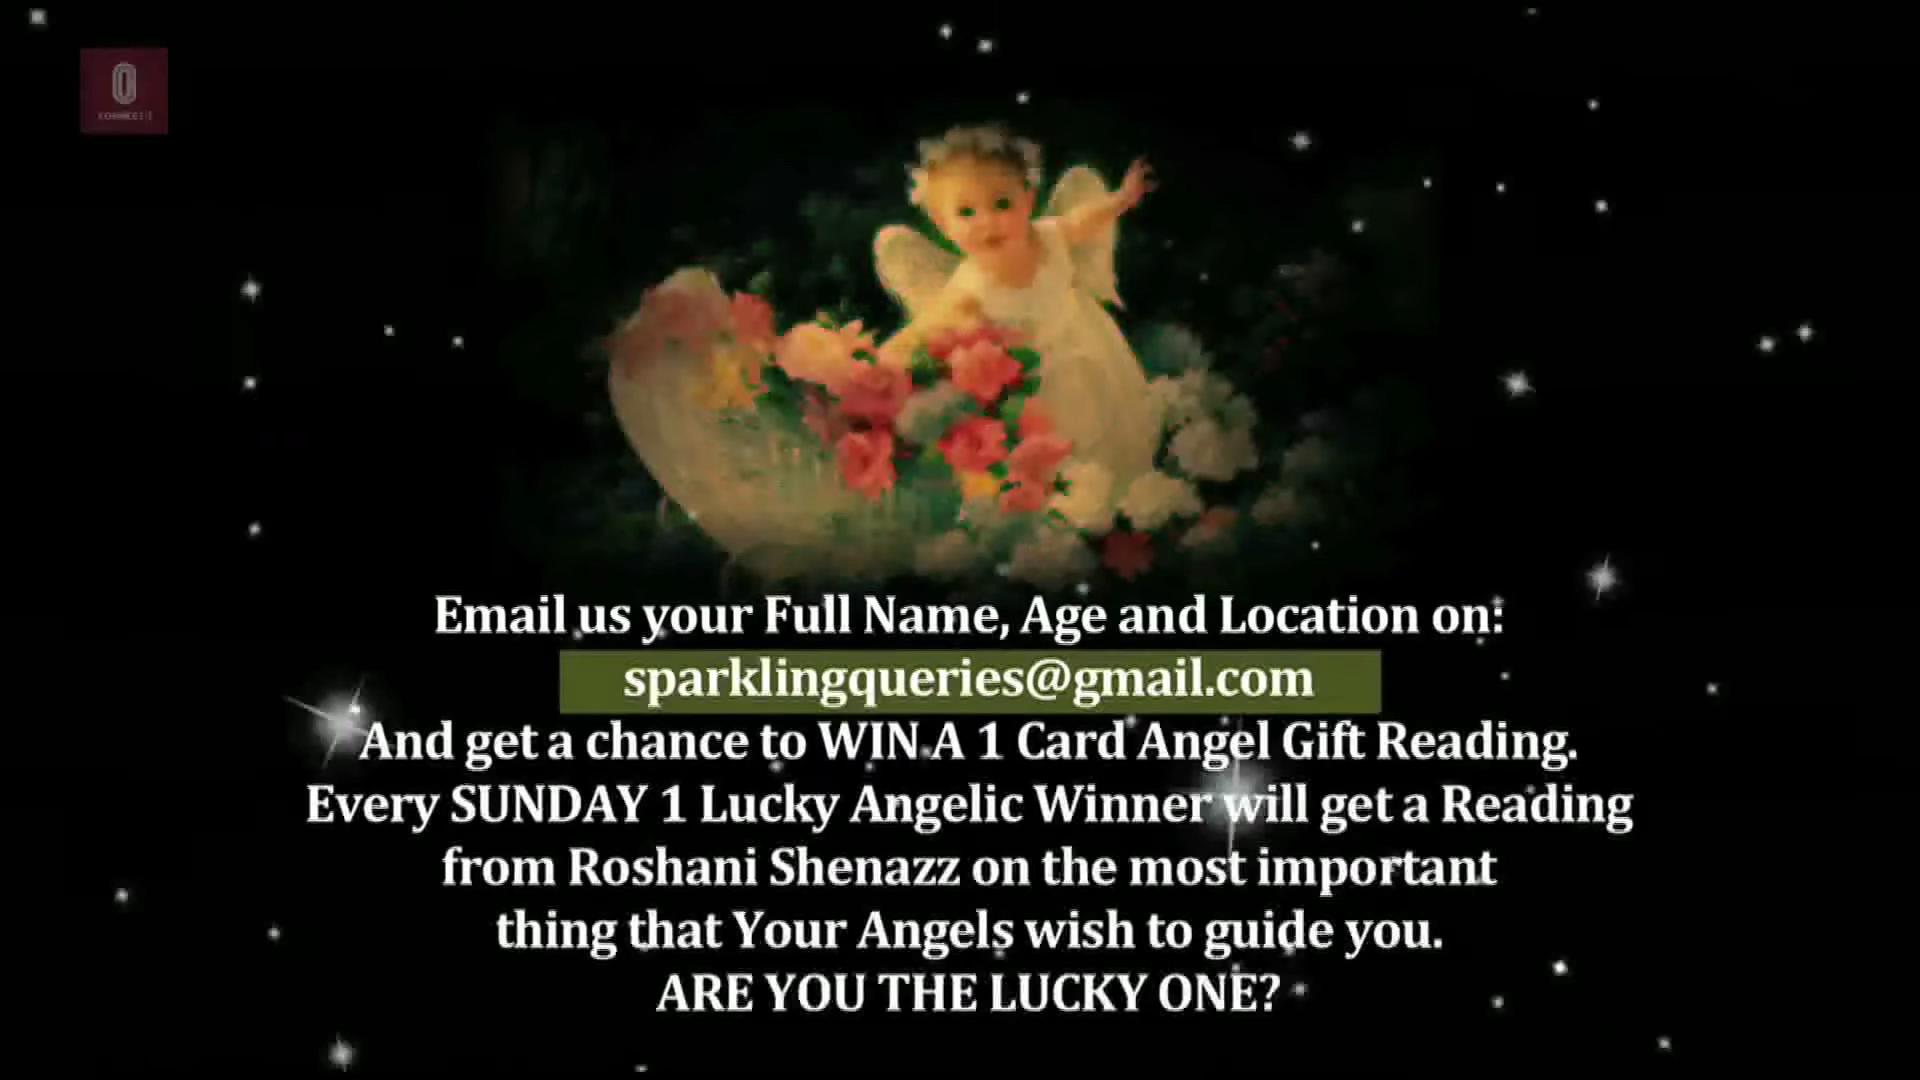 Email us your Full Name, Age and Location on:
sparklingqueries@gmail.com
And get a chance to WIN A 1 Card Angel Gift Reading.
Every SUNDAY 1 Lucky Angelic Winner will get a Reading
from Roshani Shenazz on the most important
thing that Your Angels wish to guide you.
ARE YOU THE LUCKY ONE?